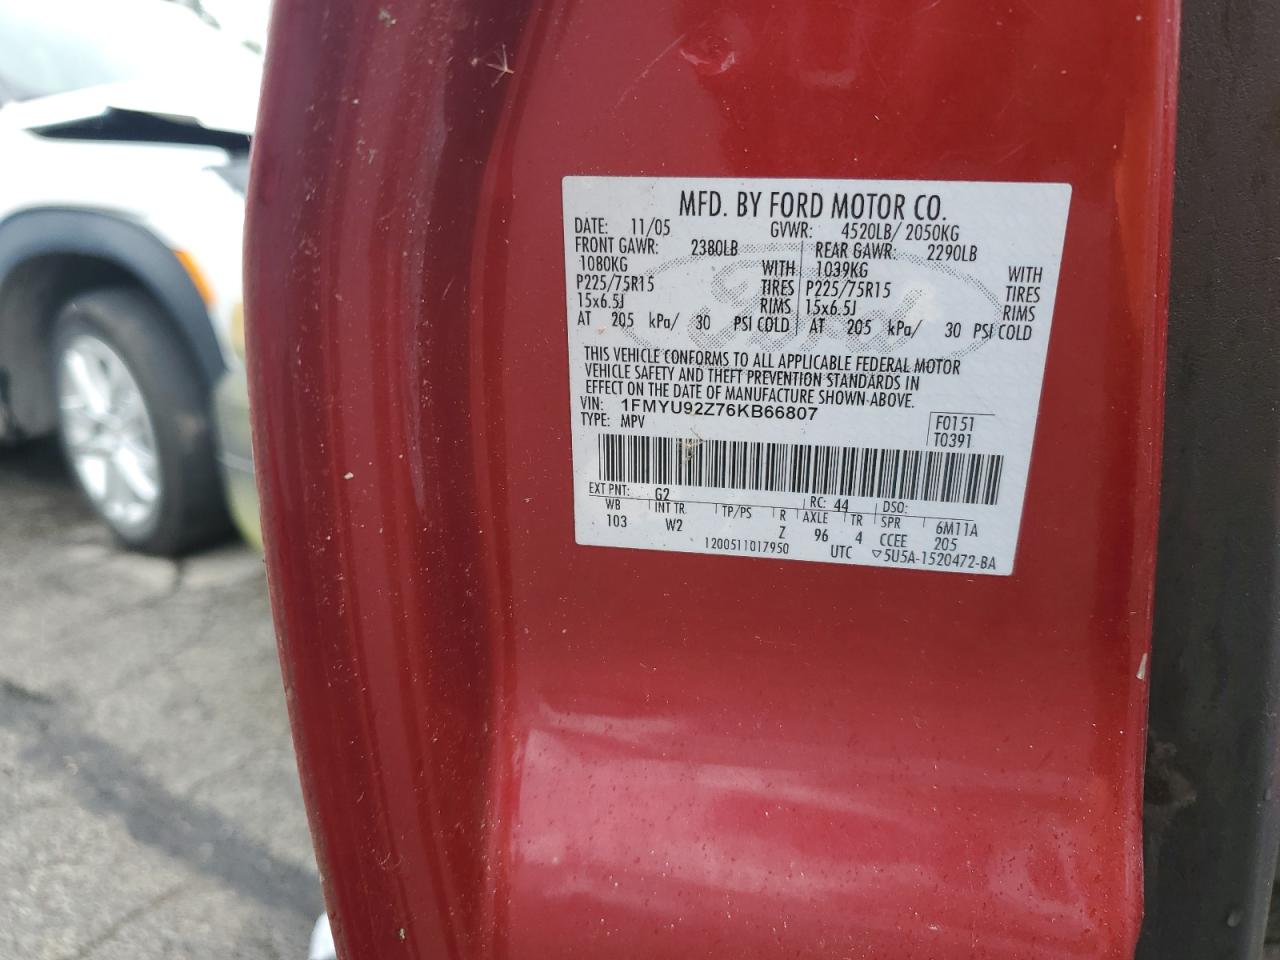 MFD. BY FORD MOTOR CO.
DATE: 11/05 GVWR: 4520LB/ 2050KG
FRONT GAWR: 2380LB REAR GAWR: 2290LB
1080KG WITH 1039KG WITH
P225/75R15 TIRES P225/75R15 TIRES
15x6.5J RIMS 15x6.5J RIMS
AT 205 kPa/ 30 PSI COLD AT 205 kPa/ 30 PSI COLD
Ford
THIS VEHICLE CONFORMS TO ALL APPLICABLE FEDERAL MOTOR
VEHICLE SAFETY AND THEFT PREVENTION STANDARDS IN
EFFECT ON THE DATE OF MANUFACTURE SHOWN ABOVE.
VIN: 1FMYU92Z76KB66807
TYPE: MPV
F0151
T0391
EXT PNT: G2 RC: 44 DSO:
WB INT TR. TP/PS R AXLE TR SPR 6M11A
103 W2 Z 96 4 CCEE 205
1200511017950 UTC ▽5U5A-1520472-BA